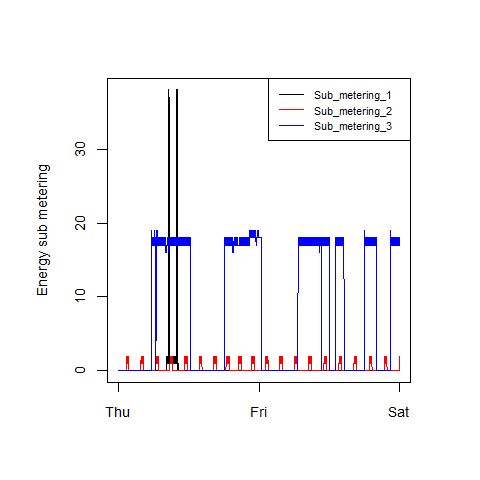 Sub_metering_1
Sub_metering_2
Sub_metering_3
Energy sub metering
30
20
10
0
Thu Fri Sat